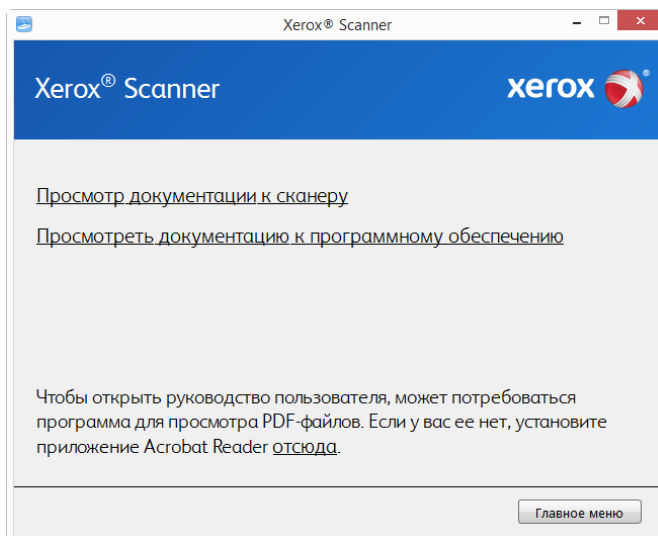 Xerox® Scanner
Xerox® Scanner
xerox®
Просмотр документации к сканеру
Просмотреть документацию к программному обеспечению
Чтобы открыть руководство пользователя, может потребоваться
программа для просмотра PDF-файлов. Если у вас ее нет, установите
приложение Acrobat Reader отсюда.
Главное меню